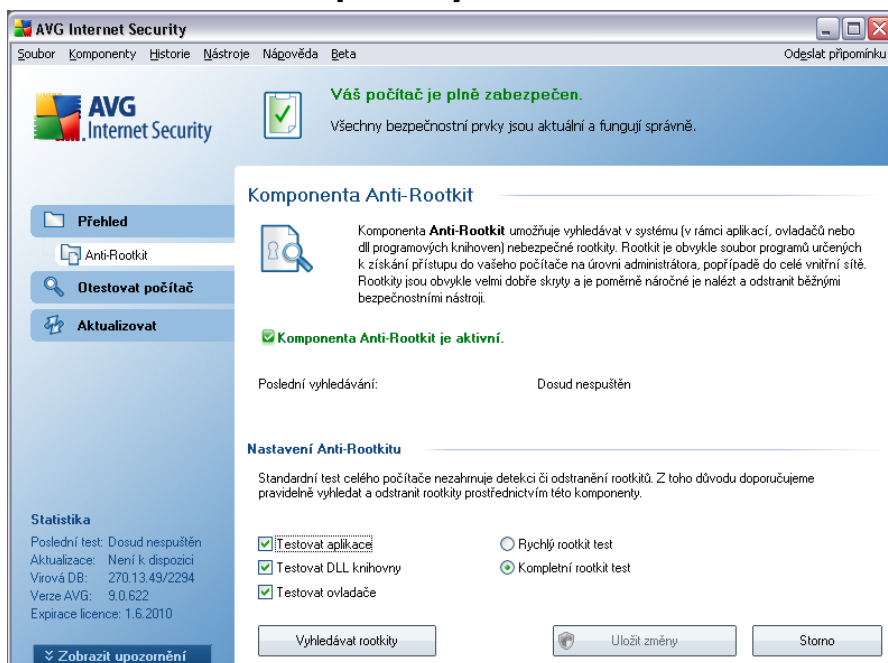 AVG Internet Security
Soubor Komponenty Historie Nástroje Nápověda Beta Odeslat připomínku
AVG
Internet Security
Váš počítač je plně zabezpečen.
Všechny bezpečnostní prvky jsou aktuální a fungují správně.
Přehled
Anti-Rootkit
Otestovat počítač
Aktualizovat
Komponenta Anti-Rootkit
Komponenta Anti-Rootkit umožňuje vyhledávat v systému (v rámci aplikací, ovladačů nebo
dll programových knihoven) nebezpečné rootkity. Rootkit je obvykle soubor programů určených
k získání přístupu do vašeho počítače na úrovni administrátora, popřípadě do celé vnitřní sítě.
Rootkity jsou obvykle velmi dobře skryty a je poměrně náročné je nalézt a odstranit běžnými
bezpečnostními nástroji.
Komponenta Anti-Rootkit je aktivní.
Poslední vyhledávání: Dosud nespuštěn
Nastavení Anti-Rootkitu
Standardní test celého počítače nezahrnuje detekci či odstranění rootkitů. Z toho důvodu doporučujeme
pravidelně vyhledat a odstranit rootkity prostřednictvím této komponenty.
Testovat aplikace
Testovat DLL knihovny
Testovat ovladače
Rychlý rootkit test
Kompletní rootkit test
Vyhledávat rootkity
Uložit změny
Storno
Statistika
Poslední test: Dosud nespuštěn
Aktualizace: Není k dispozici
Virová DB: 270.13.49/2294
Verze AVG: 9.0.622
Expirace licence: 1.6.2010
Zobrazit upozornění